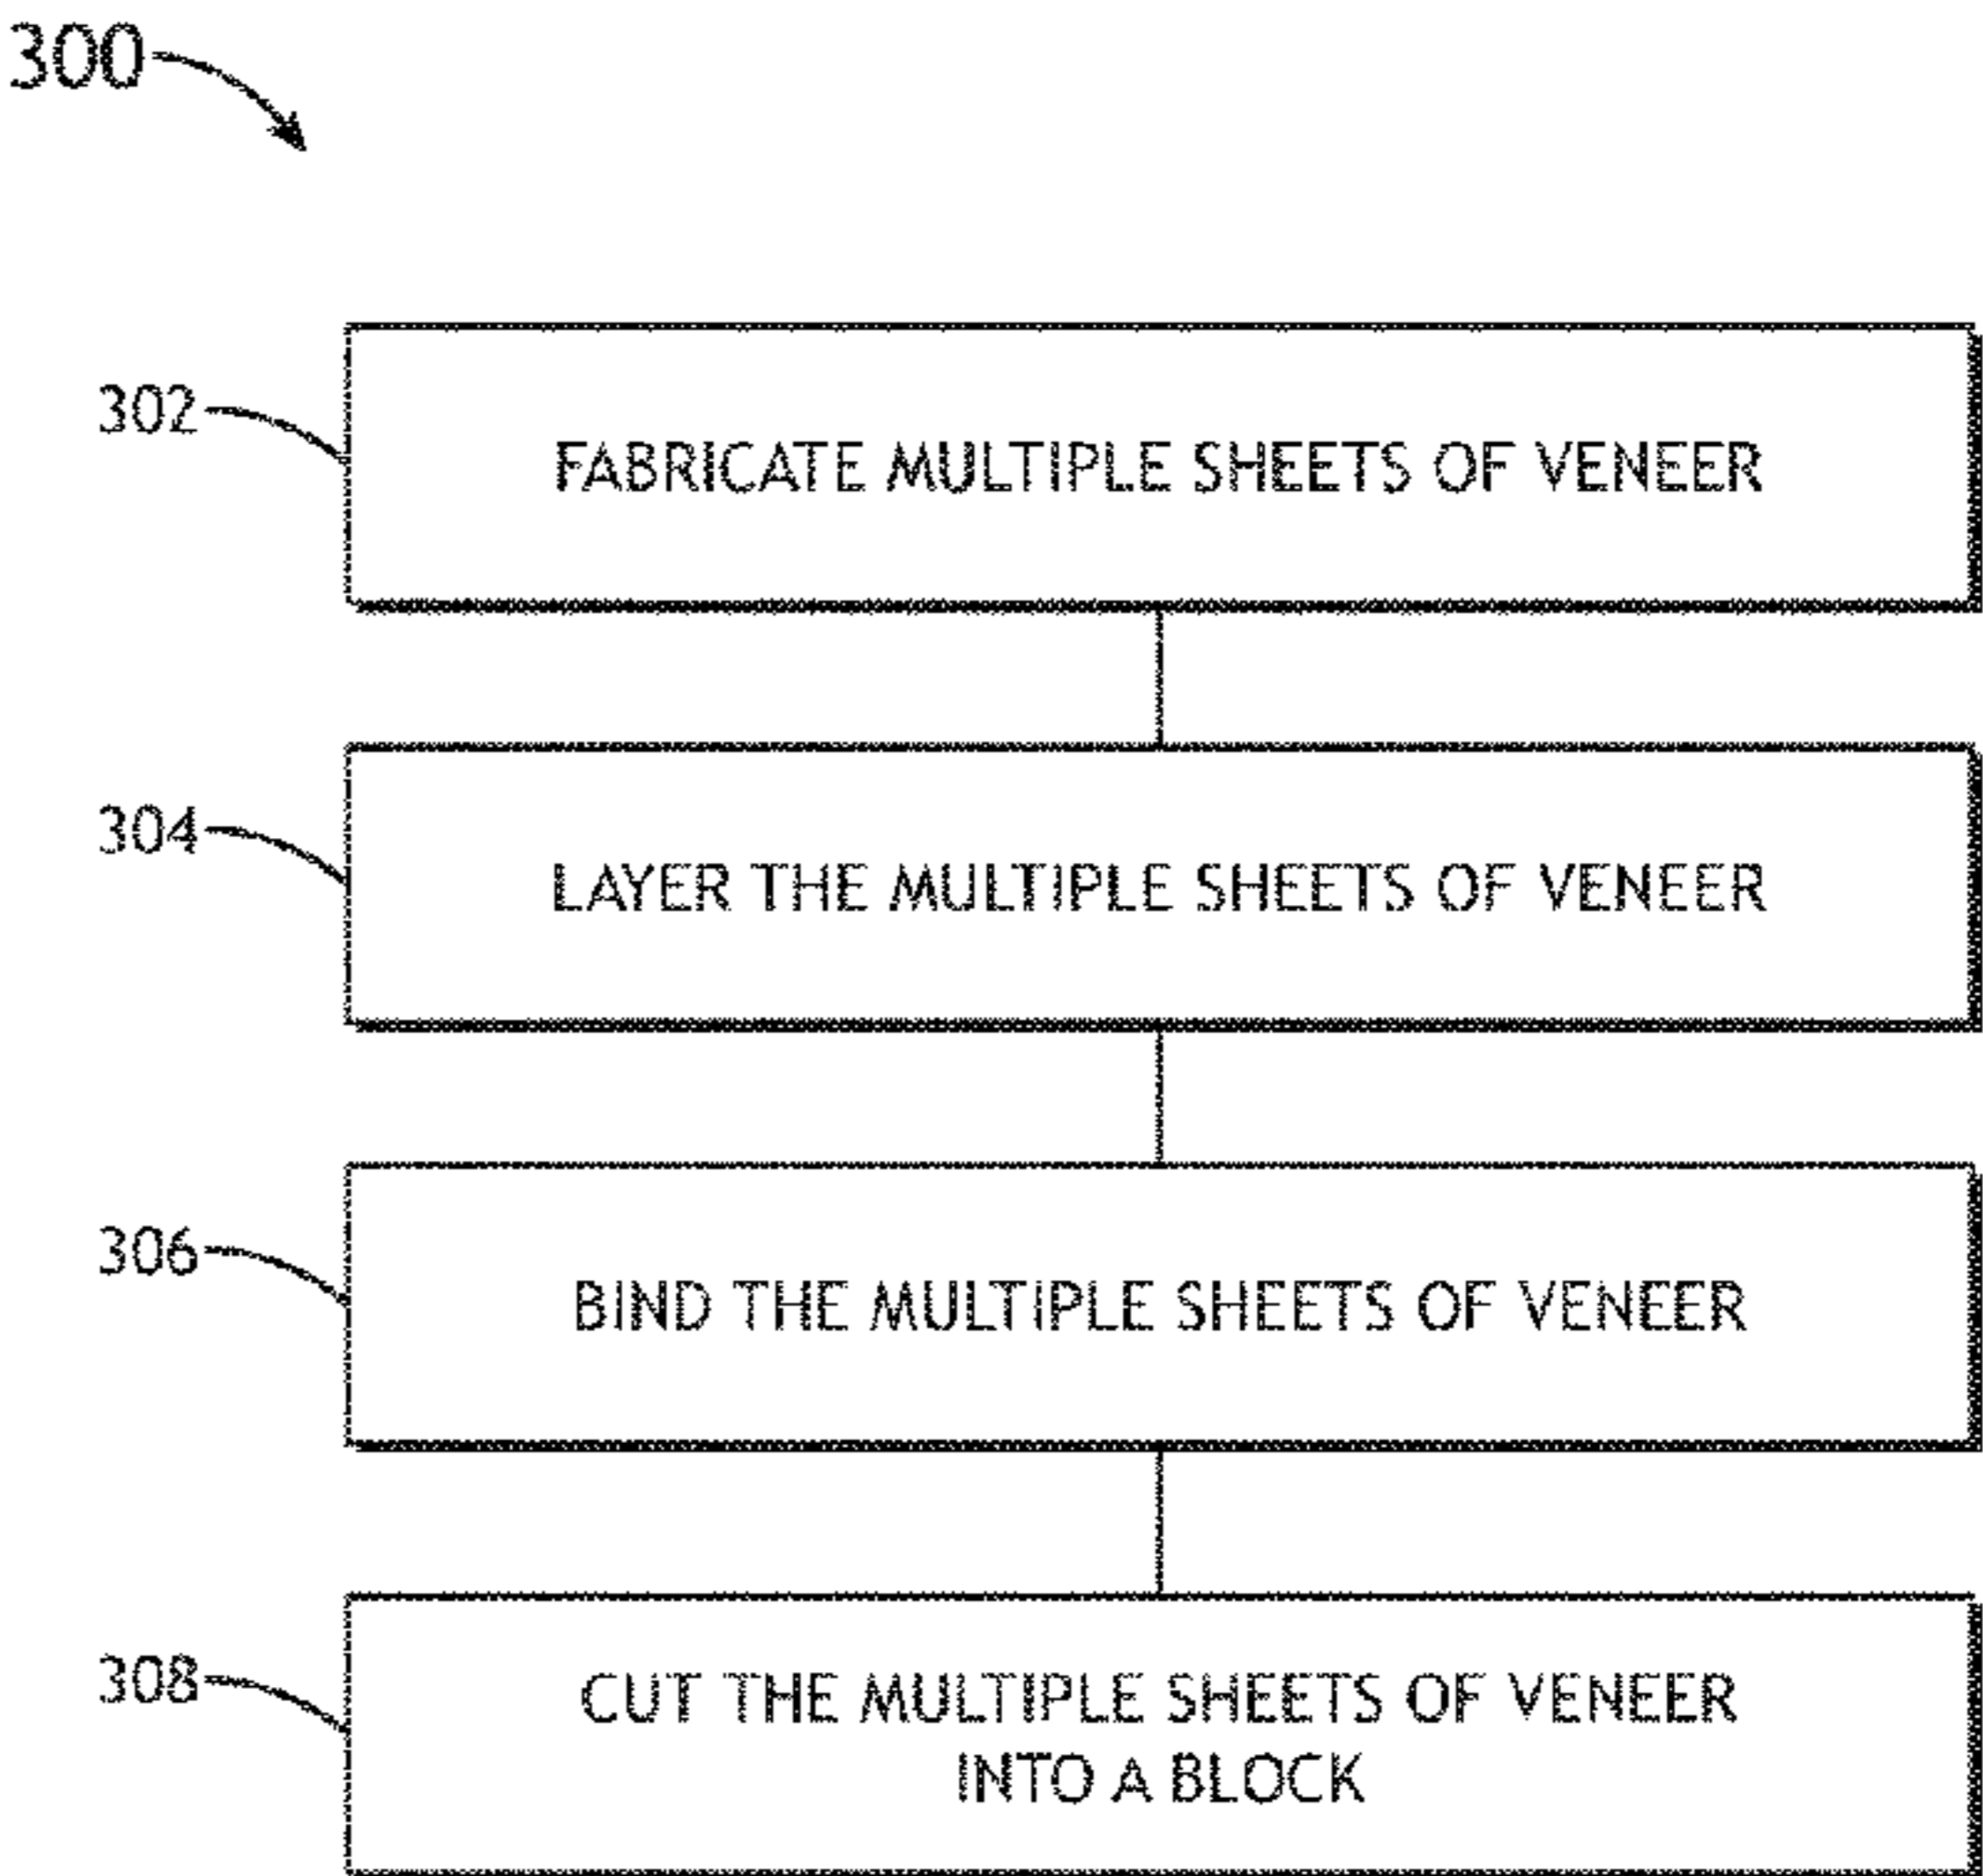 300
302
FABRICATE MULTIPLE SHEETS OF VENEER
304
LAYER THE MULTIPLE SHEETS OF VENEER
306
BIND THE MULTIPLE SHEETS OF VENEER
308
CUT THE MULTIPLE SHEETS OF VENEER
INTO A BLOCK